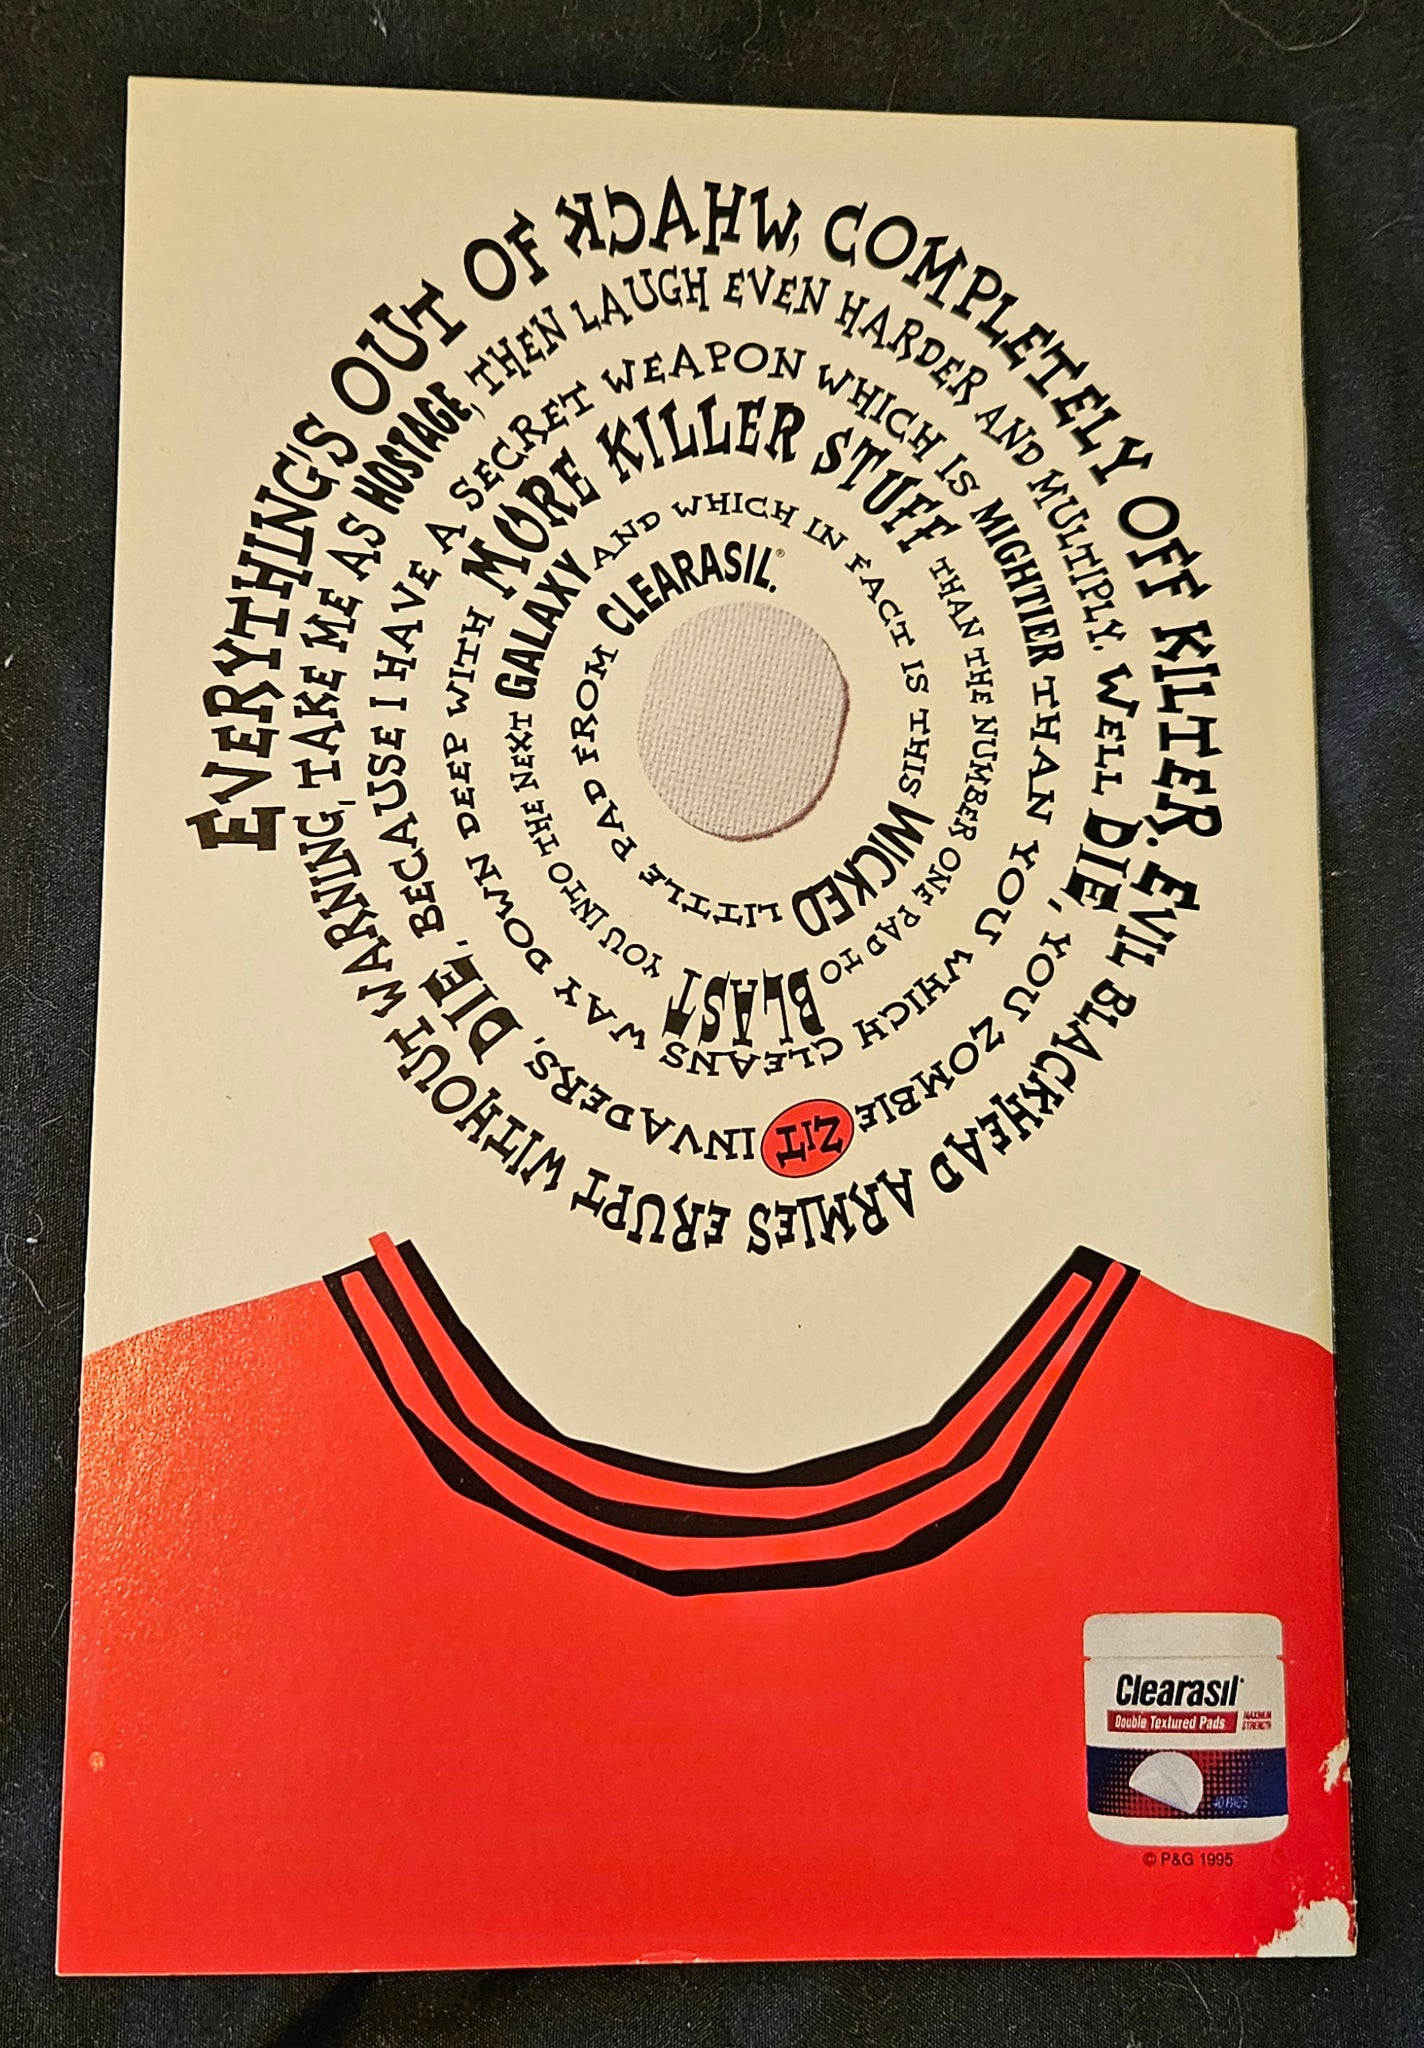 EVERYTHING'S OUT OF WHACK, COMPLETELY OFF KILTER. EVIL BLACKHEAD ARMIES ERUPT WITHOUT WARNING, TAKE ME AS HOSTAGE, THEN LAUGH EVEN HARDER AND MULTIPLY. WELL DIE, YOU ZOMBIE ZIT INVADERS, DIE, BECAUSE I HAVE A SECRET WEAPON WHICH IS MIGHTIER THAN YOU WHICH CLEANS WAY DOWN DEEP WITH MORE KILLER STUFF THAN THE NUMBER ONE PAD TO BLAST YOU INTO THE NEXT GALAXY AND WHICH IN FACT IS THIS WICKED LITTLE PAD FROM CLEARASIL.®
Clearasil®
Double Textured Pads
MAXIMUM
STRENGTH
40 PADS
© P&G 1995